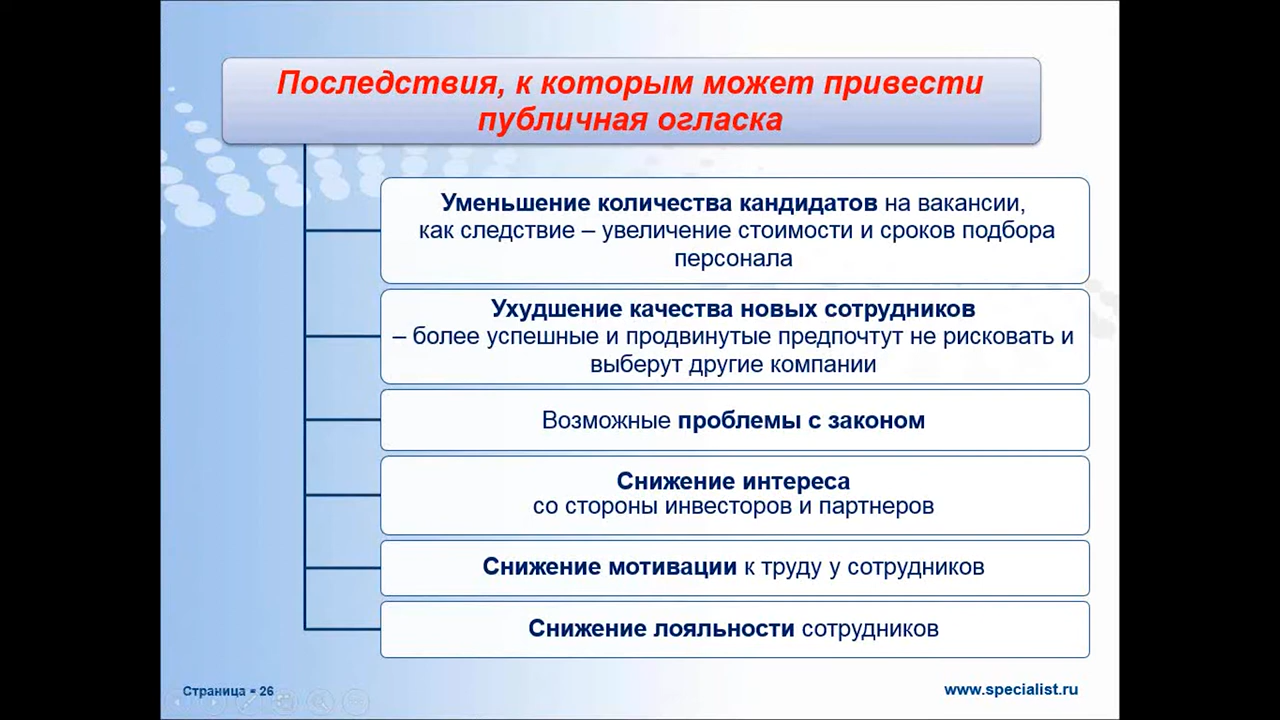 Последствия, к которым может привести
публичная огласка
Уменьшение количества кандидатов на вакансии,
как следствие – увеличение стоимости и сроков подбора
персонала
Ухудшение качества новых сотрудников
– более успешные и продвинутые предпочтут не рисковать и
выберут другие компании
Возможные проблемы с законом
Снижение интереса
со стороны инвесторов и партнеров
Снижение мотивации к труду у сотрудников
Снижение лояльности сотрудников
Страница ▪ 26
www.specialist.ru